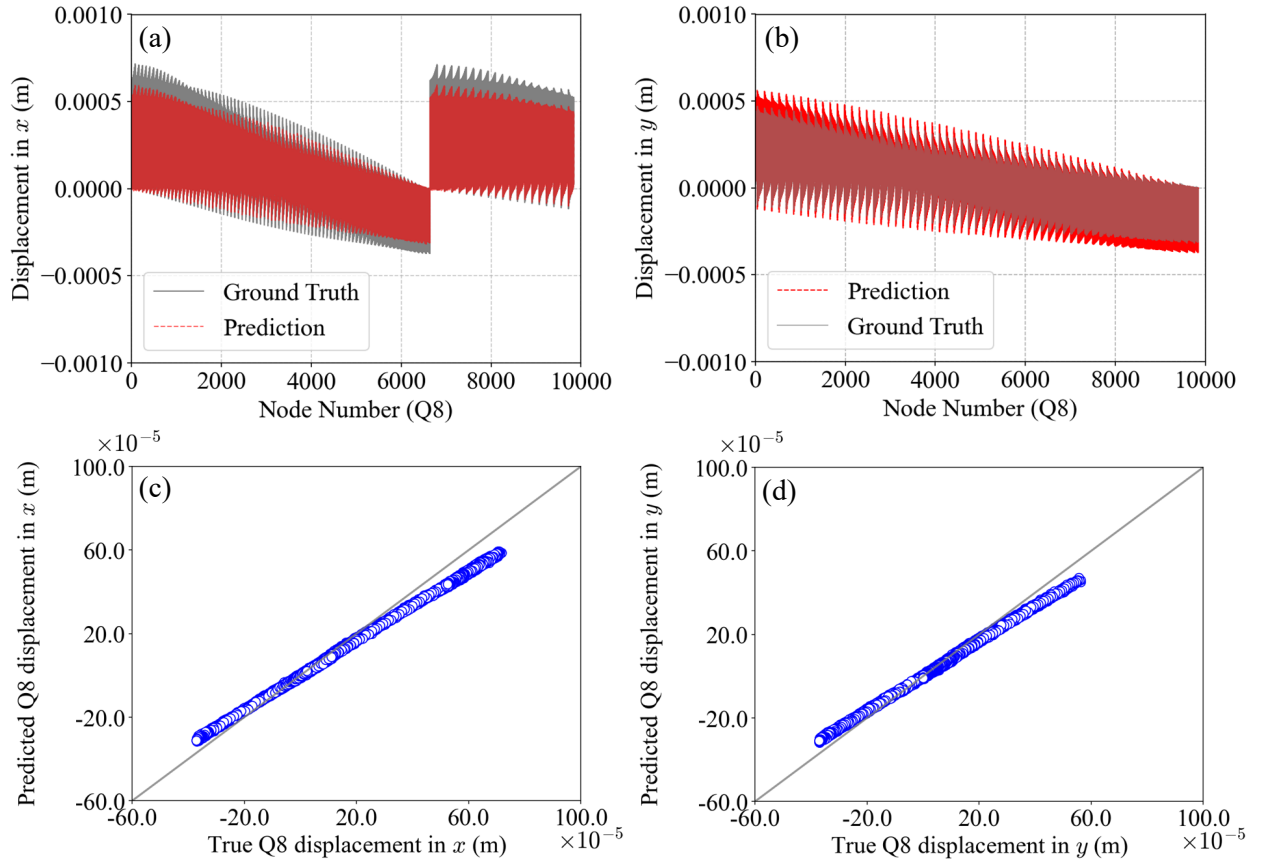 (a)
0.0010
0.0005
0.0000
−0.0005
−0.0010
Displacement in x (m)
Ground Truth
Prediction
0 2000 4000 6000 8000 10000
Node Number (Q8)
(b)
0.0010
0.0005
0.0000
−0.0005
−0.0010
Displacement in y (m)
Prediction
Ground Truth
0 2000 4000 6000 8000 10000
Node Number (Q8)
×10⁻⁵
(c)
100.0
60.0
20.0
-20.0
-60.0
Predicted Q8 displacement in x (m)
-60.0 -20.0 20.0 60.0 100.0
True Q8 displacement in x (m)
×10⁻⁵
×10⁻⁵
(d)
100.0
60.0
20.0
-20.0
-60.0
Predicted Q8 displacement in y (m)
-60.0 -20.0 20.0 60.0 100.0
True Q8 displacement in y (m)
×10⁻⁵